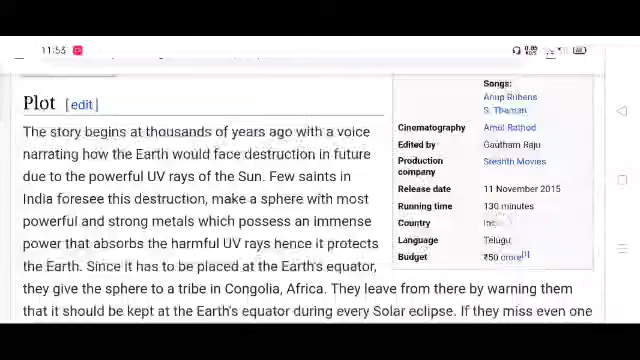 11:53
Songs:
Anup Rubens
S. Thaman
Plot [edit]
Cinematography Amol Rathod
Edited by Gautham Raju
Production company Sreshth Movies
Release date 11 November 2015
Running time 130 minutes
Country
Language Telugu
Budget ₹50 crore[1]
The story begins at thousands of years ago with a voice
narrating how the Earth would face destruction in future
due to the powerful UV rays of the Sun. Few saints in
India foresee this destruction, make a sphere with most
powerful and strong metals which possess an immense
power that absorbs the harmful UV rays hence it protects
the Earth. Since it has to be placed at the Earth's equator,
they give the sphere to a tribe in Congolia, Africa. They leave from there by warning them
that it should be kept at the Earth's equator during every Solar eclipse. If they miss even one